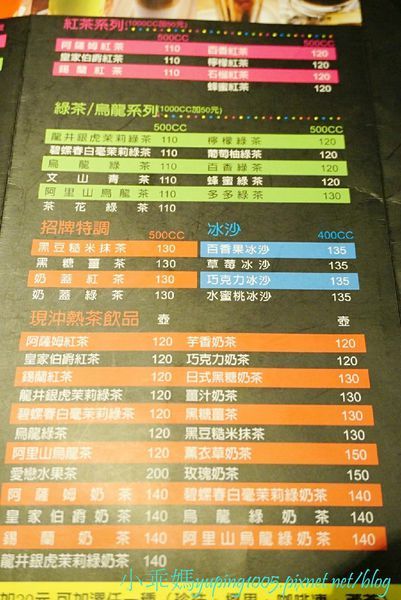 紅茶系列(1000CC加50元)
500CC 500CC
阿薩姆紅茶 110 百香紅茶 120
皇家伯爵紅茶 110 檸檬紅茶 120
錫蘭紅茶 110 石榴紅茶 120
蜂蜜紅茶 120
綠茶/烏龍系列(1000CC加50元)
500CC 500CC
龍井銀虎茉莉綠茶 110 檸檬綠茶 120
碧螺春白毫茉莉綠茶 110 葡萄柚綠茶 120
烏龍綠茶 110 百香綠茶 120
文山青茶 110 蜂蜜綠茶 120
阿里山烏龍茶 110 多多綠茶 130
茶花綠茶 110
招牌特調 500CC 冰沙 400CC
黑豆糙米抹茶 130 百香果冰沙 135
黑糖薑茶 130 草莓冰沙 135
奶蓋紅茶 130 巧克力冰沙 135
奶蓋綠茶 130 水蜜桃冰沙 135
現沖熱茶飲品 壺 壺
阿薩姆紅茶 120 芋香奶茶 120
皇家伯爵紅茶 120 巧克力奶茶 120
錫蘭紅茶 120 日式黑糖奶茶 130
龍井銀虎茉莉綠茶 120 薑汁奶茶 130
碧螺春白毫茉莉綠茶 120 黑糖薑茶 130
烏龍綠茶 120 黑豆糙米抹茶 130
阿里山烏龍茶 120 薰衣草奶茶 150
愛戀水果茶 200 玫瑰奶茶 150
阿薩姆奶茶 140 碧螺春白毫茉莉綠奶茶 140
皇家伯爵奶茶 140 烏龍綠奶茶 140
錫蘭奶茶 140 阿里山烏龍綠奶茶 140
龍井銀虎茉莉綠奶茶 140
小乖媽yuping1005.pixnet.net/blog
加20元 可加澤任一種